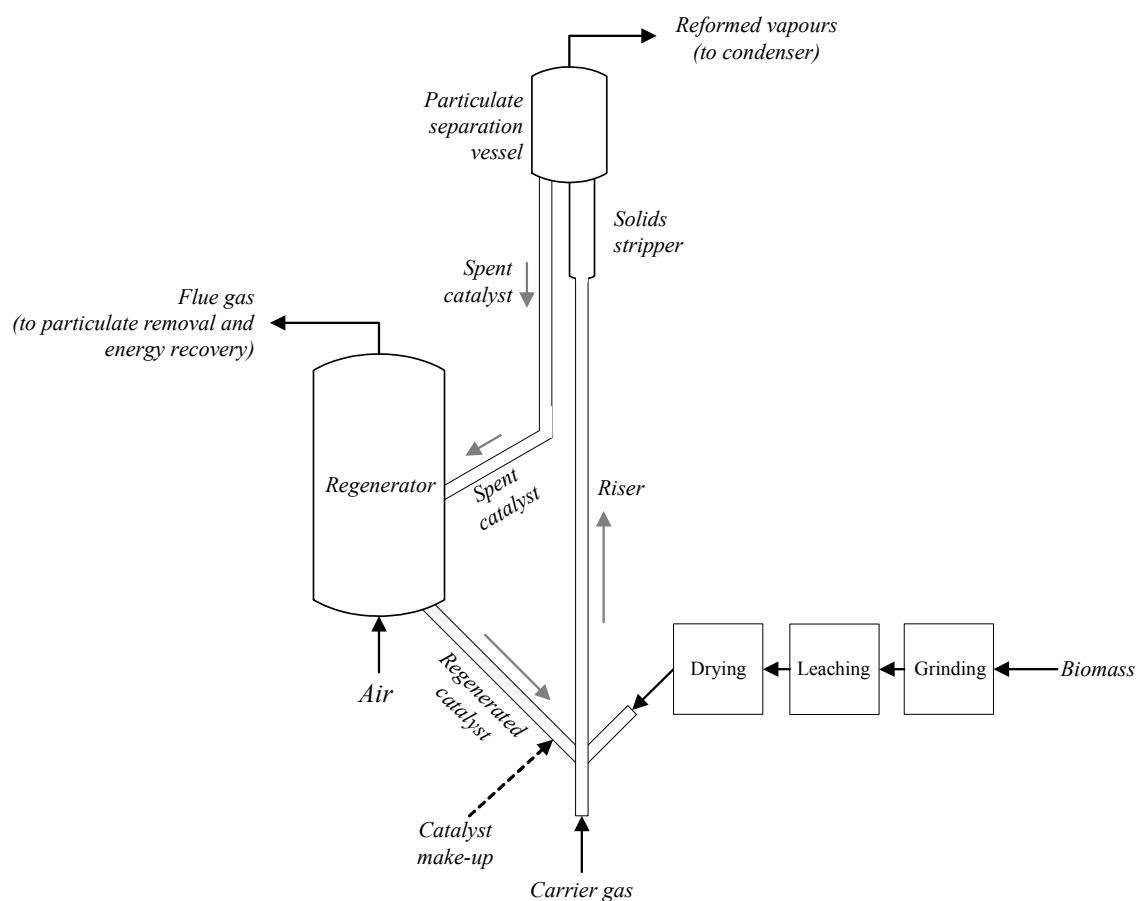 Reformed vapours
(to condenser)
Particulate
separation
vessel
Solids
stripper
Spent
catalyst
Flue gas
(to particulate removal and
energy recovery)
Regenerator
Spent
catalyst
Riser
Drying
Leaching
Grinding
Biomass
Air
Regenerated
catalyst
Catalyst
make-up
Carrier gas